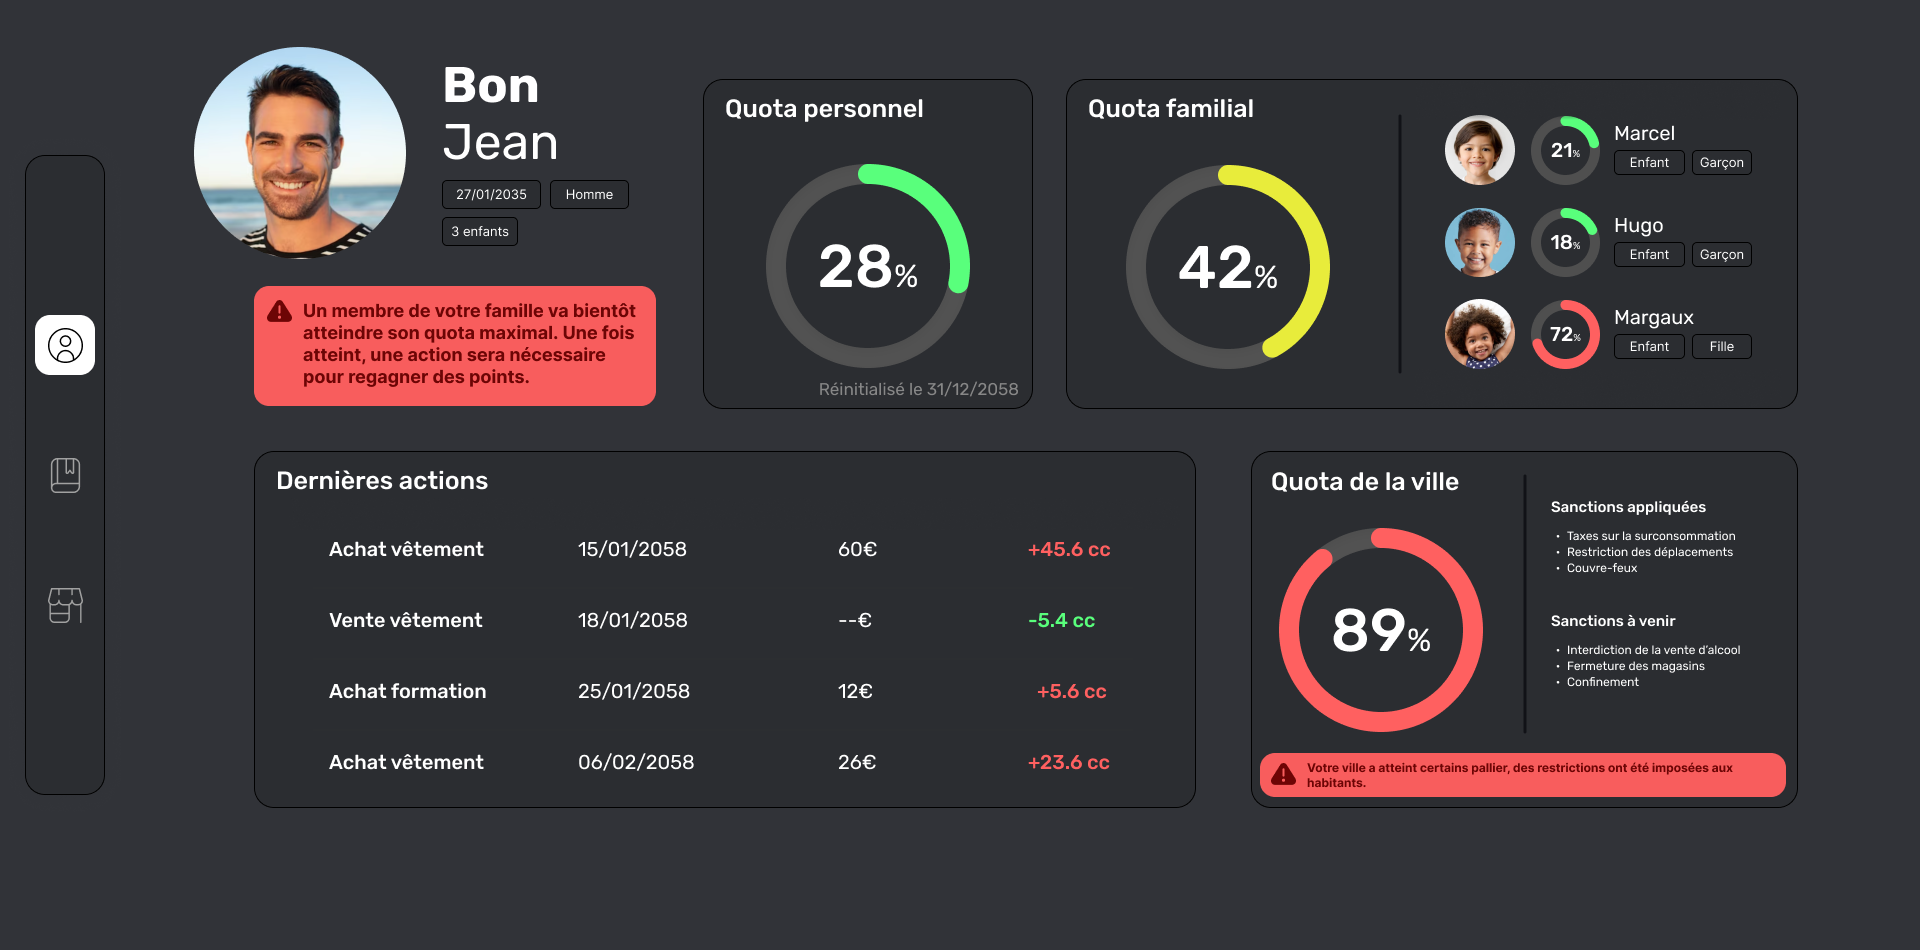 Bon
Jean
27/01/2035
Homme
3 enfants
Un membre de votre famille va bientôt
atteindre son quota maximal. Une fois
atteint, une action sera nécessaire
pour regagner des points.
Quota personnel
28%
Réinitialisé le 31/12/2058
Quota familial
42%
21%
Marcel
Enfant
Garçon
18%
Hugo
Enfant
Garçon
72%
Margaux
Enfant
Fille
Dernières actions
Achat vêtement 15/01/2058 60€ +45.6 cc
Vente vêtement 18/01/2058 --€ -5.4 cc
Achat formation 25/01/2058 12€ +5.6 cc
Achat vêtement 06/02/2058 26€ +23.6 cc
Quota de la ville
89%
Sanctions appliquées
• Taxes sur la surconsommation
• Restriction des déplacements
• Couvre-feux
Sanctions à venir
• Interdiction de la vente d'alcool
• Fermeture des magasins
• Confinement
Votre ville a atteint certains pallier, des restrictions ont été imposées aux
habitants.